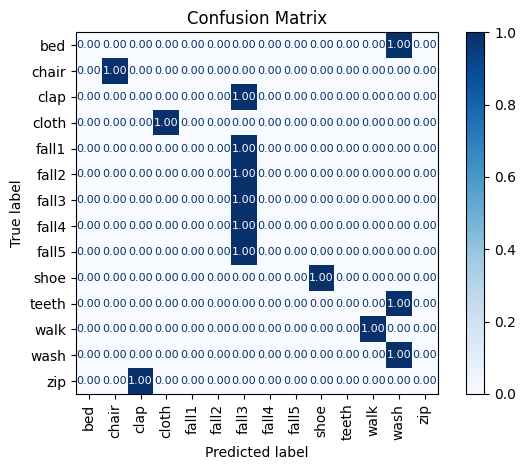 Confusion Matrix
True label
bed 0.00 0.00 0.00 0.00 0.00 0.00 0.00 0.00 0.00 0.00 0.00 0.00 1.00 0.00
chair 0.00 1.00 0.00 0.00 0.00 0.00 0.00 0.00 0.00 0.00 0.00 0.00 0.00 0.00
clap 0.00 0.00 0.00 0.00 0.00 0.00 1.00 0.00 0.00 0.00 0.00 0.00 0.00 0.00
cloth 0.00 0.00 0.00 1.00 0.00 0.00 0.00 0.00 0.00 0.00 0.00 0.00 0.00 0.00
fall1 0.00 0.00 0.00 0.00 0.00 0.00 1.00 0.00 0.00 0.00 0.00 0.00 0.00 0.00
fall2 0.00 0.00 0.00 0.00 0.00 0.00 1.00 0.00 0.00 0.00 0.00 0.00 0.00 0.00
fall3 0.00 0.00 0.00 0.00 0.00 0.00 1.00 0.00 0.00 0.00 0.00 0.00 0.00 0.00
fall4 0.00 0.00 0.00 0.00 0.00 0.00 1.00 0.00 0.00 0.00 0.00 0.00 0.00 0.00
fall5 0.00 0.00 0.00 0.00 0.00 0.00 1.00 0.00 0.00 0.00 0.00 0.00 0.00 0.00
shoe 0.00 0.00 0.00 0.00 0.00 0.00 0.00 0.00 0.00 1.00 0.00 0.00 0.00 0.00
teeth 0.00 0.00 0.00 0.00 0.00 0.00 0.00 0.00 0.00 0.00 0.00 0.00 1.00 0.00
walk 0.00 0.00 0.00 0.00 0.00 0.00 0.00 0.00 0.00 0.00 0.00 1.00 0.00 0.00
wash 0.00 0.00 0.00 0.00 0.00 0.00 0.00 0.00 0.00 0.00 0.00 0.00 1.00 0.00
zip 0.00 0.00 1.00 0.00 0.00 0.00 0.00 0.00 0.00 0.00 0.00 0.00 0.00 0.00
bed chair clap cloth fall1 fall2 fall3 fall4 fall5 shoe teeth walk wash zip
Predicted label
1.0
0.8
0.6
0.4
0.2
0.0